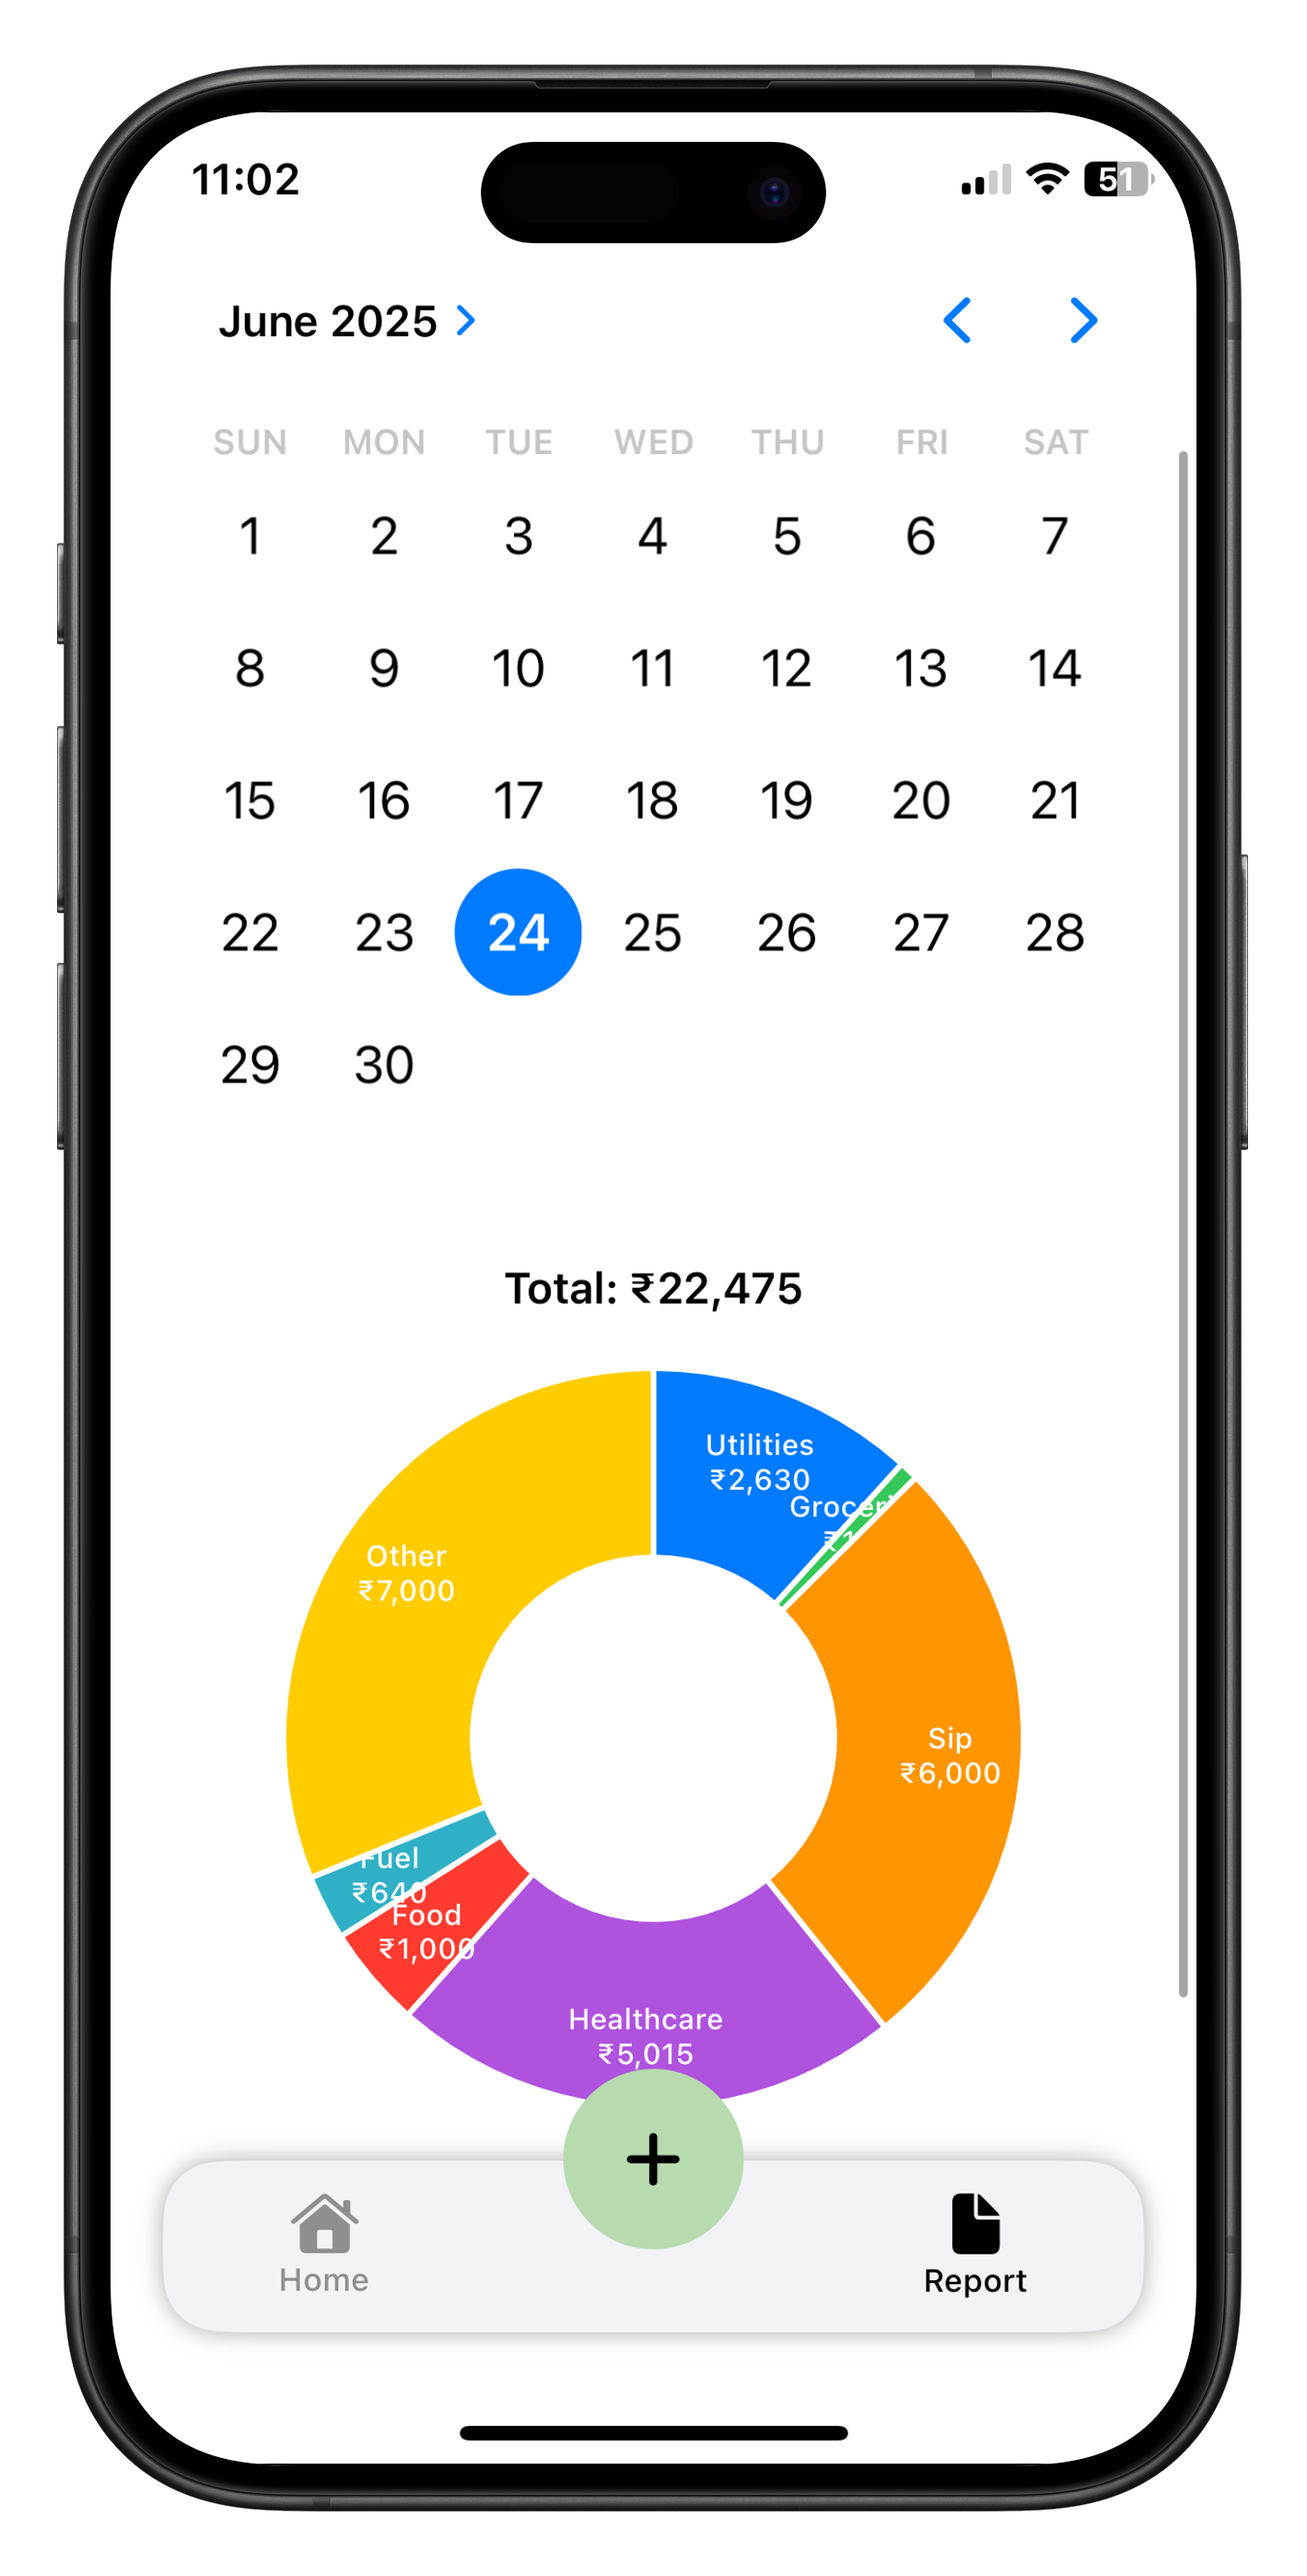 11:02
51
June 2025
SUN MON TUE WED THU FRI SAT
1 2 3 4 5 6 7
8 9 10 11 12 13 14
15 16 17 18 19 20 21
22 23 24 25 26 27 28
29 30
Total: ₹22,475
Utilities
₹2,630
Other
₹7,000
Sip
₹6,000
Fuel
₹640
Food
₹1,000
Healthcare
₹5,015
Home
Report